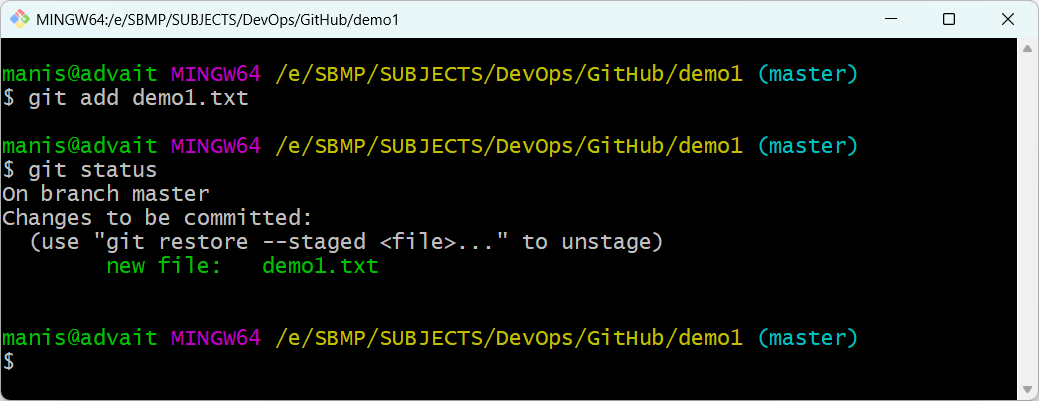 MINGW64:/e/SBMP/SUBJECTS/DevOps/GitHub/demo1
manis@advait MINGW64 /e/SBMP/SUBJECTS/DevOps/GitHub/demo1 (master)
$ git add demo1.txt
manis@advait MINGW64 /e/SBMP/SUBJECTS/DevOps/GitHub/demo1 (master)
$ git status
On branch master
Changes to be committed:
  (use "git restore --staged <file>..." to unstage)
        new file:   demo1.txt
manis@advait MINGW64 /e/SBMP/SUBJECTS/DevOps/GitHub/demo1 (master)
$